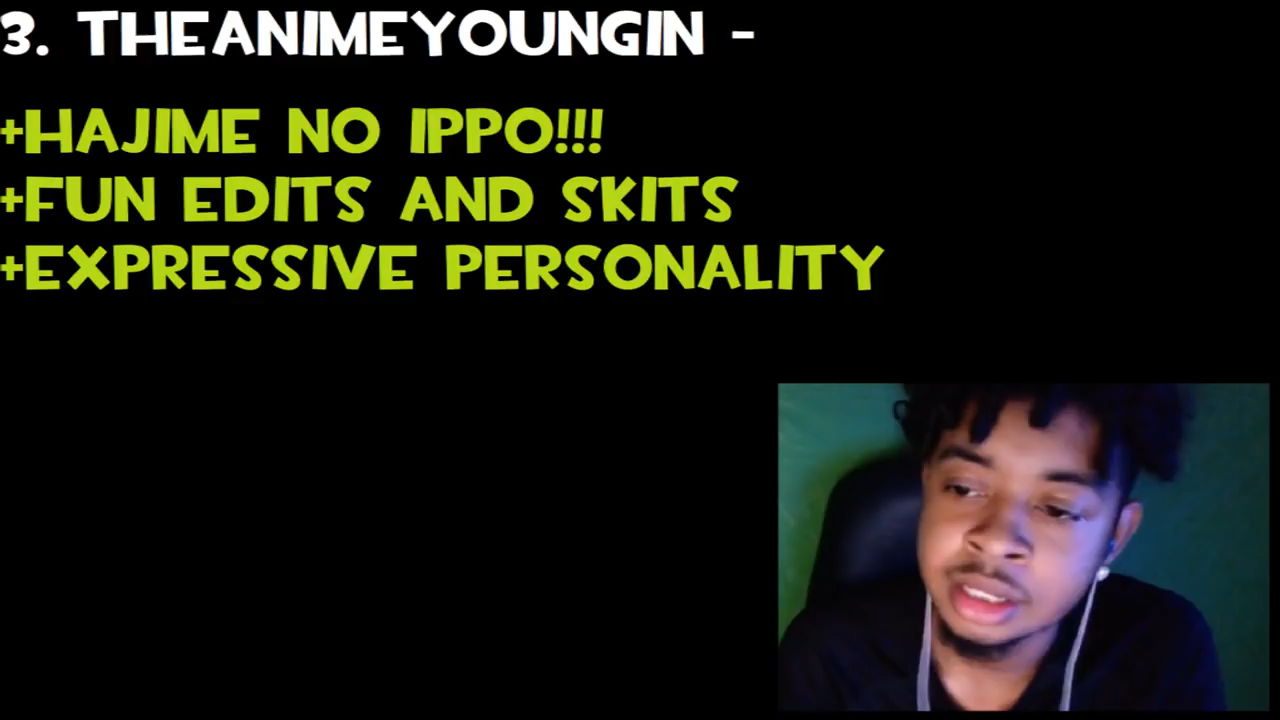 3. THEANIMEYOUNGIN -
+HAJIME NO IPPO!!!
+FUN EDITS AND SKITS
+EXPRESSIVE PERSONALITY